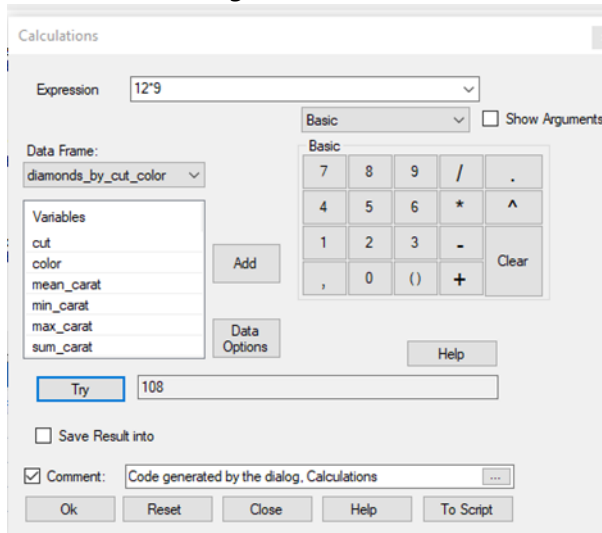 Calculations
Expression 12*9
Basic Show Arguments
Data Frame: Basic
diamonds_by_cut_color 7 8 9 / .
Variables 4 5 6 * ^
cut 1 2 3 - Clear
color Add
mean_carat , 0 () +
min_carat
max_carat Data
sum_carat Options Help
Try 108
Save Result into
Comment: Code generated by the dialog, Calculations ...
Ok Reset Close Help To Script